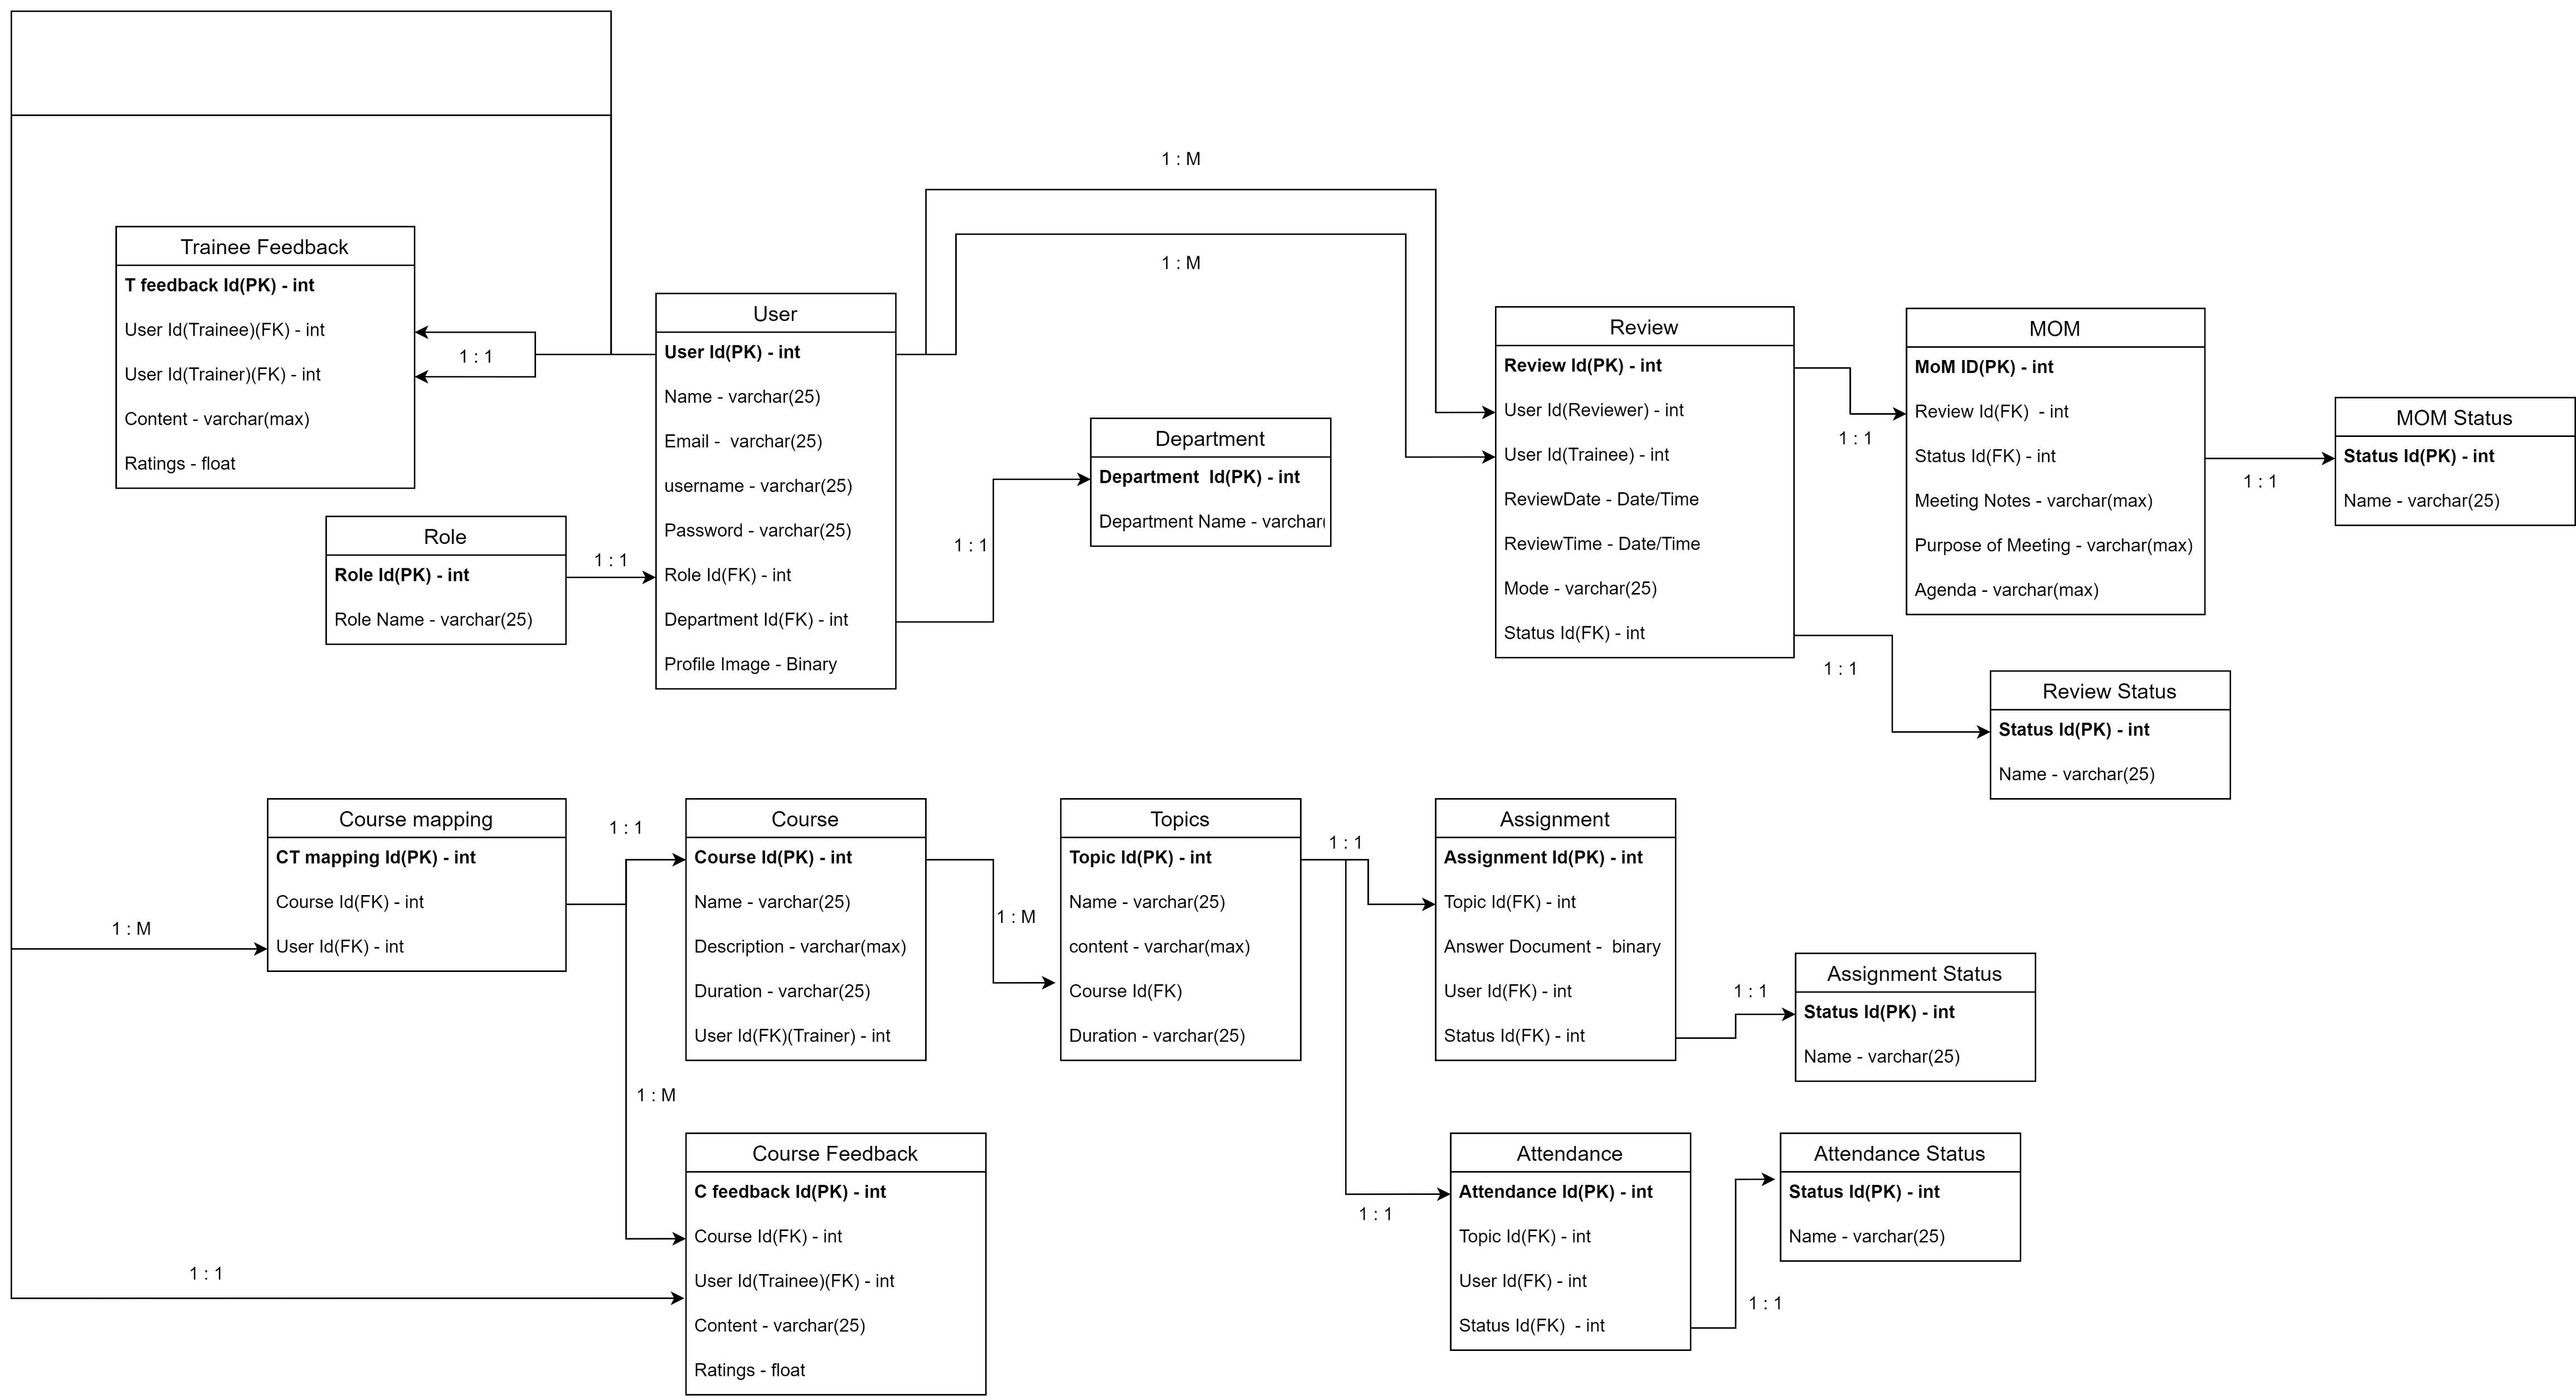 1 : M
1 : M
Trainee Feedback
T feedback Id(PK) - int
User Id(Trainee)(FK) - int
User Id(Trainer)(FK) - int
Content - varchar(max)
Ratings - float
1 : 1
User
User Id(PK) - int
Name - varchar(25)
Email -  varchar(25)
username - varchar(25)
Password - varchar(25)
Role Id(FK) - int
Department Id(FK) - int
Profile Image - Binary
Role
Role Id(PK) - int
Role Name - varchar(25)
1 : 1
Department
Department  Id(PK) - int
Department Name - varchar(
1 : 1
Review
Review Id(PK) - int
User Id(Reviewer) - int
User Id(Trainee) - int
ReviewDate - Date/Time
ReviewTime - Date/Time
Mode - varchar(25)
Status Id(FK) - int
1 : 1
MOM
MoM ID(PK) - int
Review Id(FK)  - int
Status Id(FK) - int
Meeting Notes - varchar(max)
Purpose of Meeting - varchar(max)
Agenda - varchar(max)
1 : 1
MOM Status
Status Id(PK) - int
Name - varchar(25)
1 : 1
Review Status
Status Id(PK) - int
Name - varchar(25)
Course mapping
CT mapping Id(PK) - int
Course Id(FK) - int
User Id(FK) - int
1 : M
1 : 1
Course
Course Id(PK) - int
Name - varchar(25)
Description - varchar(max)
Duration - varchar(25)
User Id(FK)(Trainer) - int
1 : M
Topics
Topic Id(PK) - int
Name - varchar(25)
content - varchar(max)
Course Id(FK)
Duration - varchar(25)
1 : 1
Assignment
Assignment Id(PK) - int
Topic Id(FK) - int
Answer Document -  binary
User Id(FK) - int
Status Id(FK) - int
1 : 1
Assignment Status
Status Id(PK) - int
Name - varchar(25)
1 : M
Course Feedback
C feedback Id(PK) - int
Course Id(FK) - int
User Id(Trainee)(FK) - int
Content - varchar(25)
Ratings - float
1 : 1
1 : 1
Attendance
Attendance Id(PK) - int
Topic Id(FK) - int
User Id(FK) - int
Status Id(FK)  - int
1 : 1
Attendance Status
Status Id(PK) - int
Name - varchar(25)